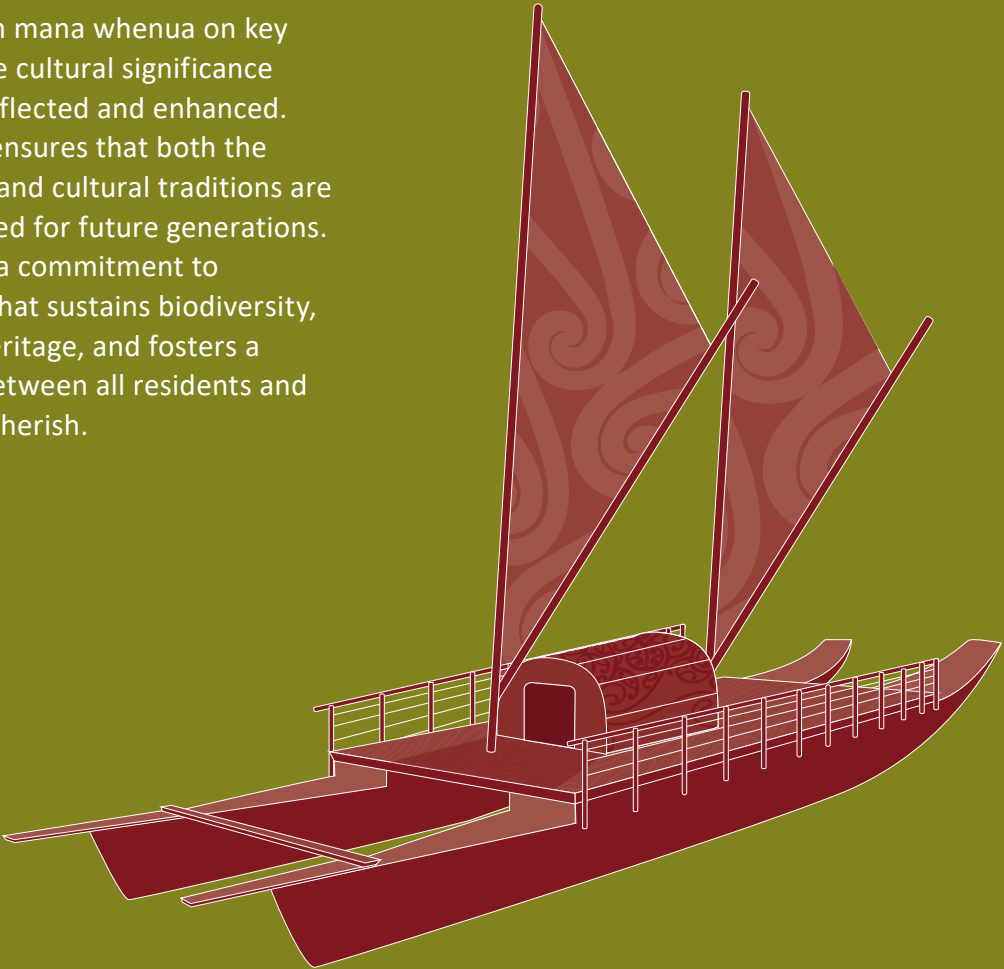 mana whenua on key
cultural significance
flected and enhanced.
ensures that both the
and cultural traditions are
ed for future generations.
a commitment to
hat sustains biodiversity,
eritage, and fosters a
etween all residents and
herish.